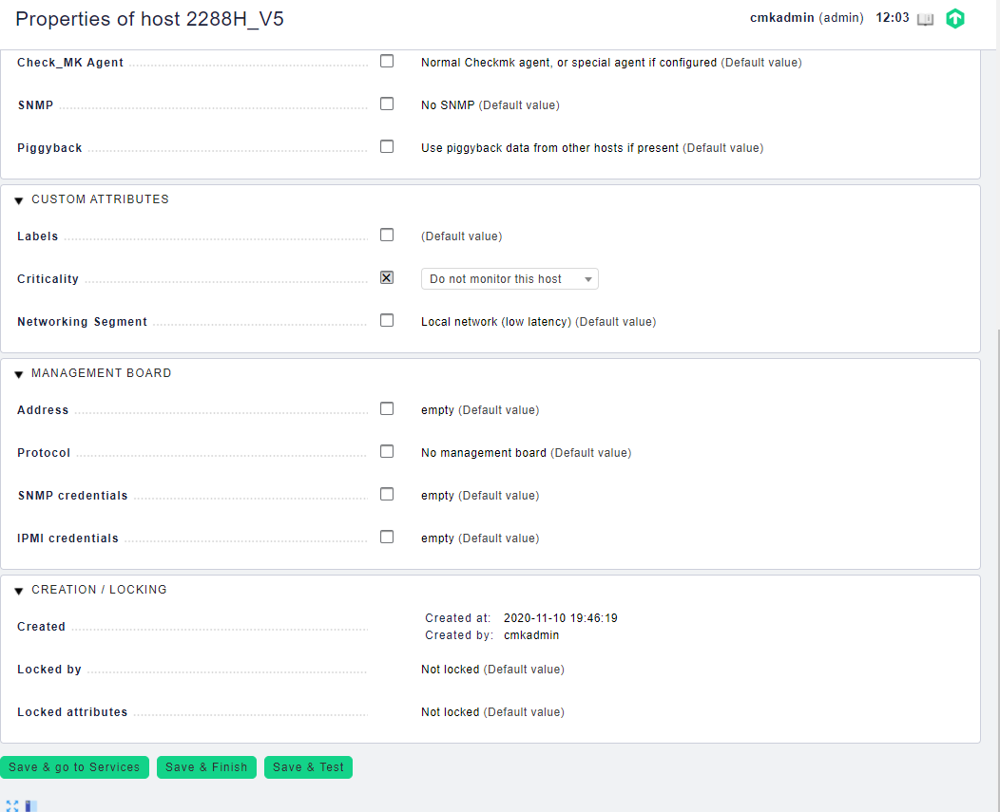 Properties of host 2288H_V5
cmkadmin (admin) 12:03
Check_MK Agent Normal Checkmk agent, or special agent if configured (Default value)
SNMP No SNMP (Default value)
Piggyback Use piggyback data from other hosts if present (Default value)
CUSTOM ATTRIBUTES
Labels (Default value)
Criticality Do not monitor this host
Networking Segment Local network (low latency) (Default value)
MANAGEMENT BOARD
Address empty (Default value)
Protocol No management board (Default value)
SNMP credentials empty (Default value)
IPMI credentials empty (Default value)
CREATION / LOCKING
Created Created at: 2020-11-10 19:46:19
Created by: cmkadmin
Locked by Not locked (Default value)
Locked attributes Not locked (Default value)
Save & go to Services Save & Finish Save & Test